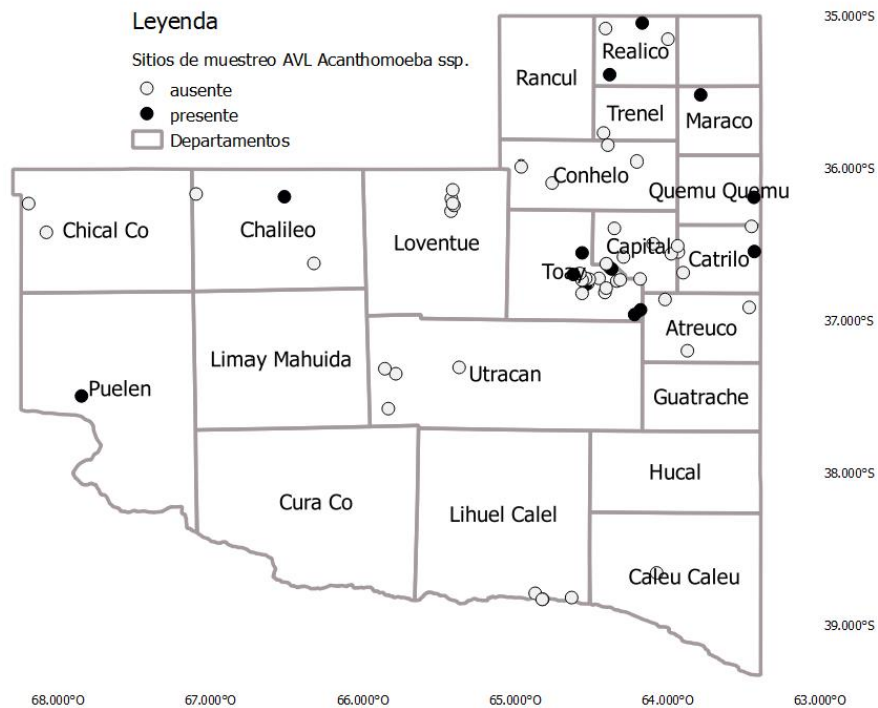 Leyenda
Sitios de muestreo AVL Acanthomoeba ssp.
ausente
presente
Departamentos
35.000°S
Realico
Rancul
Trenel
Maraco
36.000°S
Conhelo
Quemu Quemu
Chical Co
Chalileo
Loventue
Capital
Catrilo
Toay
37.000°S
Atreuco
Limay Mahuida
Utracan
Puelen
Guatrache
38.000°S
Hucal
Cura Co
Lihuel Calel
Caleu Caleu
39.000°S
68.000°O 67.000°O 66.000°O 65.000°O 64.000°O 63.000°O